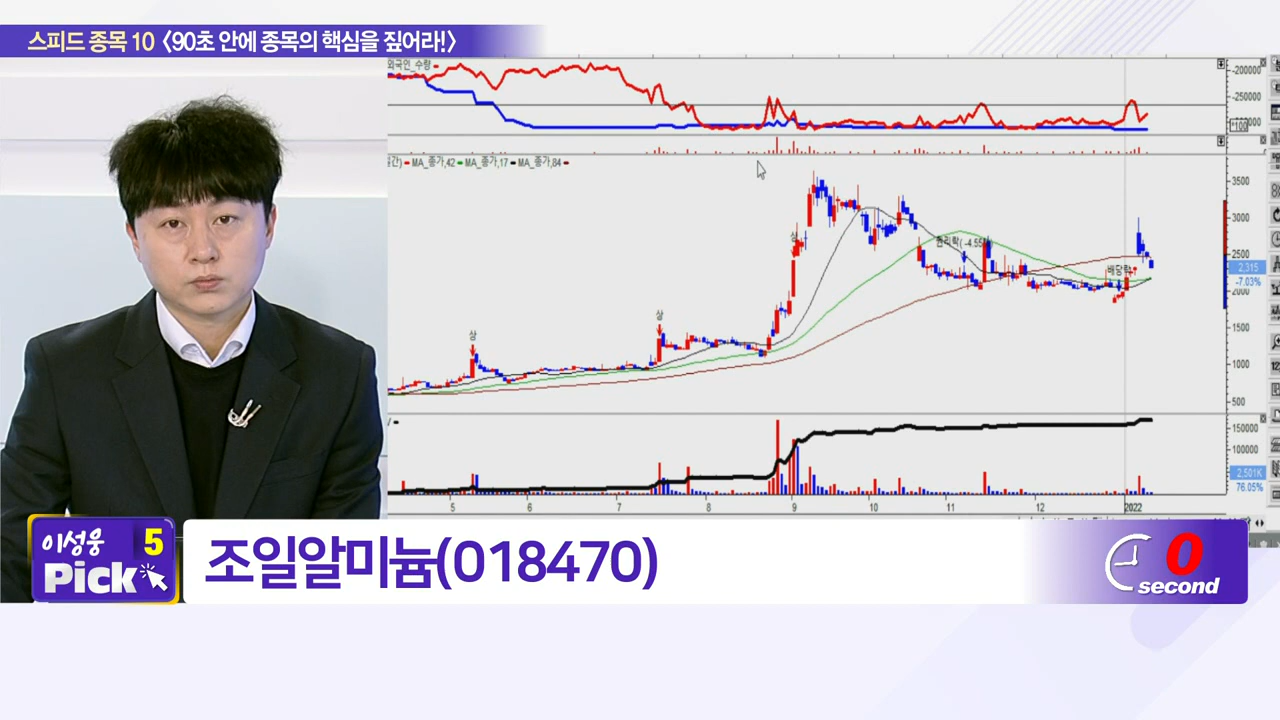 스피드 종목 10 〈90초 안에 종목의 핵심을 짚어라!〉
외국인_수량
-200000
-250000
MA_종가,42 MA_종가,17 MA_종가,84
3500
3000
2500
2,315
-7.03%
2000
1500
1000
500
상
상
상
권리락(-4.55%)
배당락
150000
100000
2,501K
76.05%
5 6 7 8 9 10 11 12 2022
이성웅 5
Pick
조일알미늄(018470)
0
second